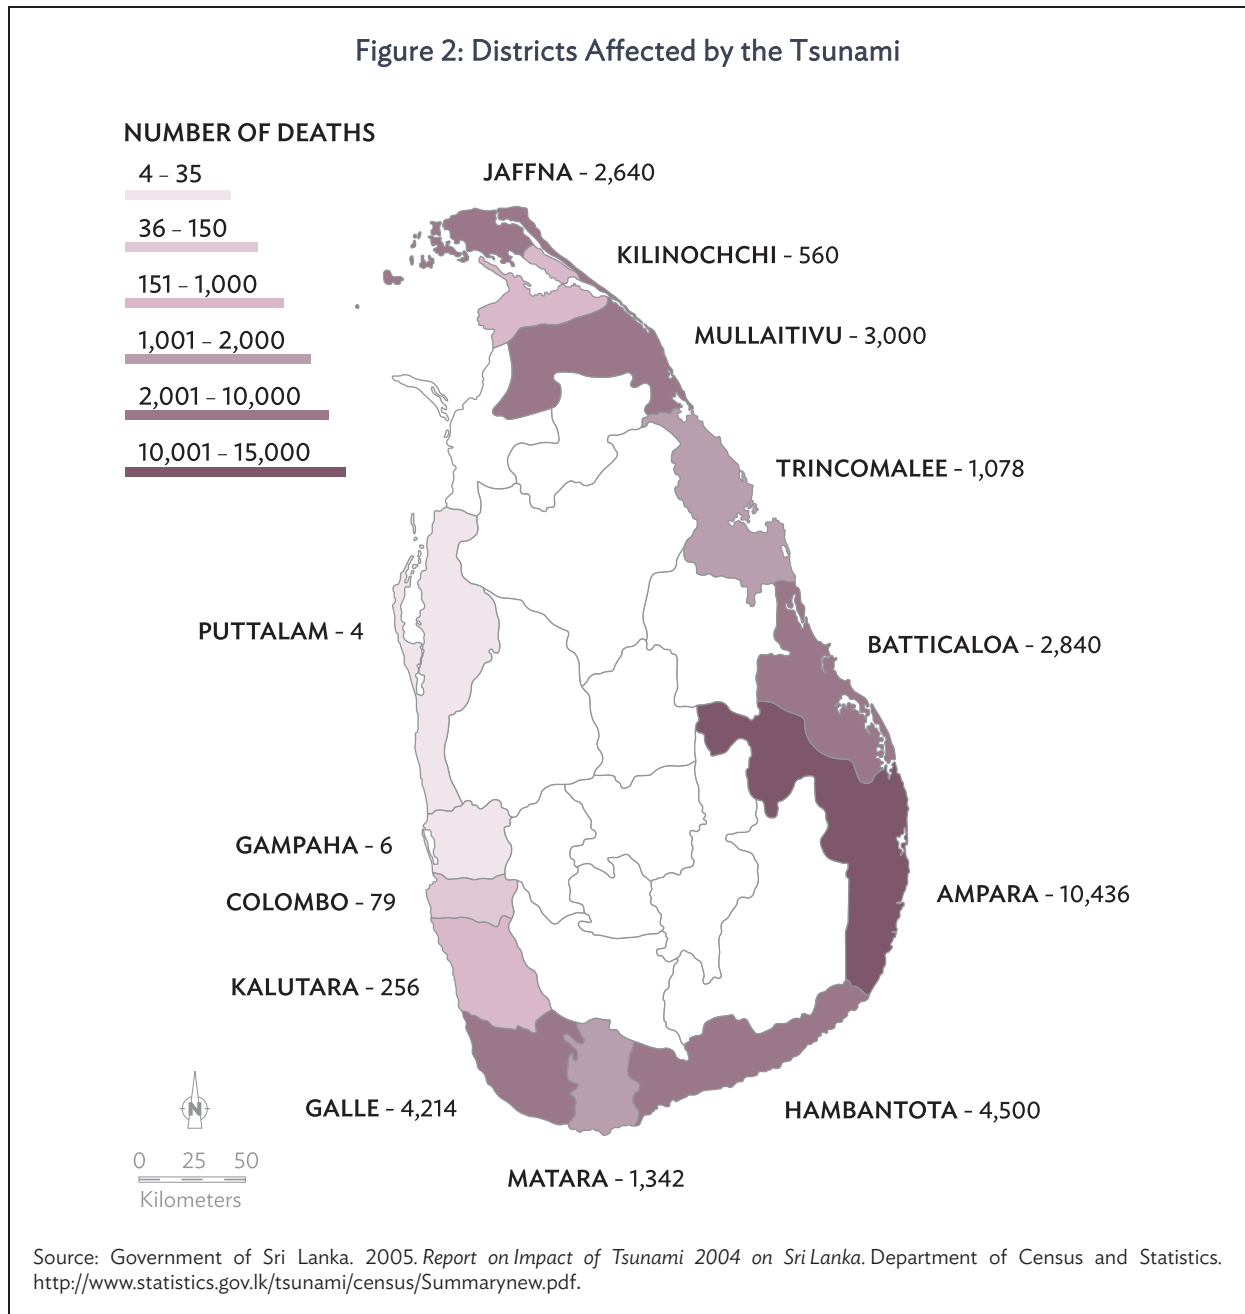 Figure 2: Districts Affected by the Tsunami
NUMBER OF DEATHS
4 – 35
36 – 150
151 – 1,000
1,001 – 2,000
2,001 – 10,000
10,001 – 15,000
JAFFNA - 2,640
KILINOCHCHI - 560
MULLAITIVU - 3,000
TRINCOMALEE - 1,078
PUTTALAM - 4
BATTICALOA - 2,840
GAMPAHA - 6
COLOMBO - 79
AMPARA - 10,436
KALUTARA - 256
GALLE - 4,214
HAMBANTOTA - 4,500
MATARA - 1,342
N
0 25 50
Kilometers
Source: Government of Sri Lanka. 2005. Report on Impact of Tsunami 2004 on Sri Lanka. Department of Census and Statistics.
http://www.statistics.gov.lk/tsunami/census/Summarynew.pdf.